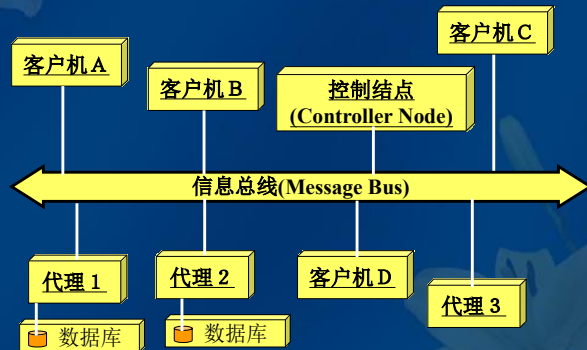 客户机C
客户机A
客户机B
控制结点
(Controller Node)
信息总线(Message Bus)
代理1
代理2
客户机D
代理3
数据库
数据库